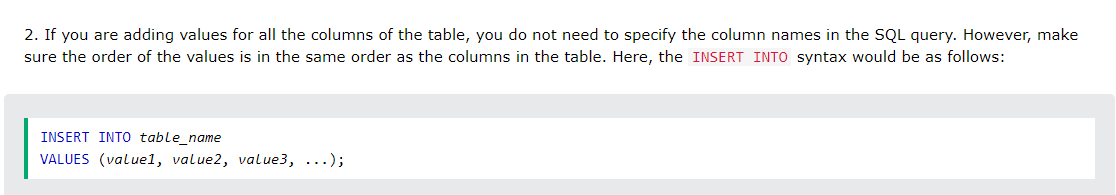 2. If you are adding values for all the columns of the table, you do not need to specify the column names in the SQL query. However, make
sure the order of the values is in the same order as the columns in the table. Here, the INSERT INTO syntax would be as follows:
INSERT INTO table_name
VALUES (value1, value2, value3, ...);